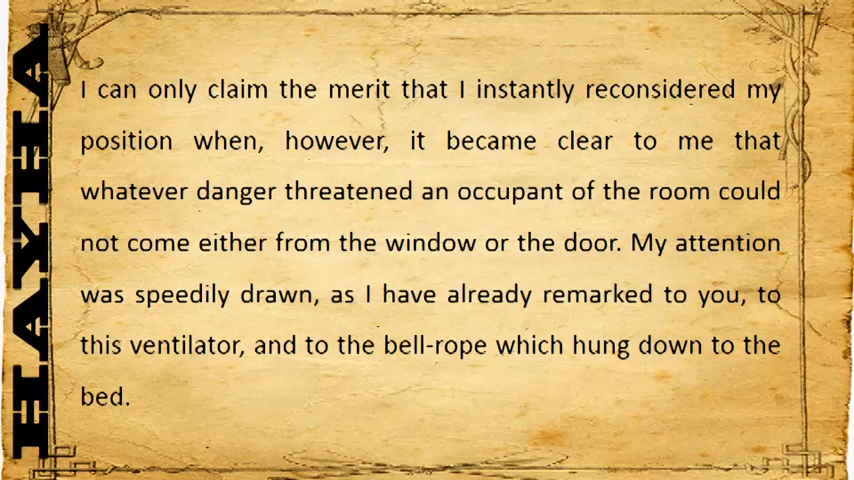 HAYHA
I can only claim the merit that I instantly reconsidered my
position when, however, it became clear to me that
whatever danger threatened an occupant of the room could
not come either from the window or the door. My attention
was speedily drawn, as I have already remarked to you, to
this ventilator, and to the bell-rope which hung down to the
bed.